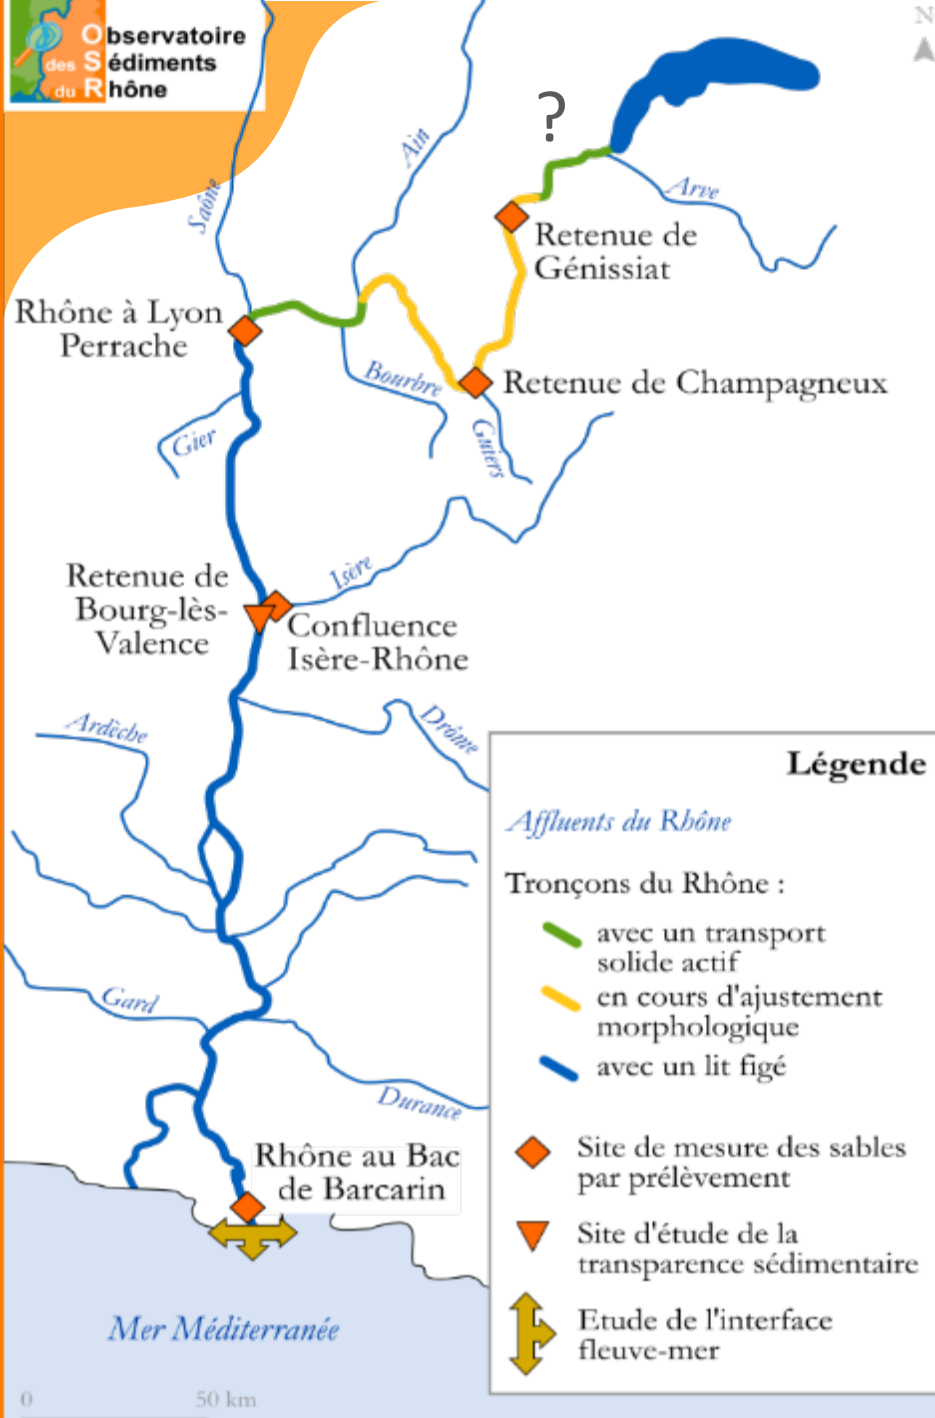 Observatoire
des Sédiments
du Rhône
N
?
Ain
Saône
Arve
Retenue de
Génissiat
Rhône à Lyon
Perrache
Bourbre
Retenue de Champagneux
Gier
Guiers
Isère
Retenue de
Bourg-lès-
Valence
Confluence
Isère-Rhône
Ardèche
Drôme
Légende
Affluents du Rhône
Tronçons du Rhône :
avec un transport
solide actif
en cours d'ajustement
morphologique
avec un lit figé
Gard
Durance
Rhône au Bac
de Barcarin
Site de mesure des sables
par prélèvement
Site d'étude de la
transparence sédimentaire
Etude de l'interface
fleuve-mer
Mer Méditerranée
0 50 km